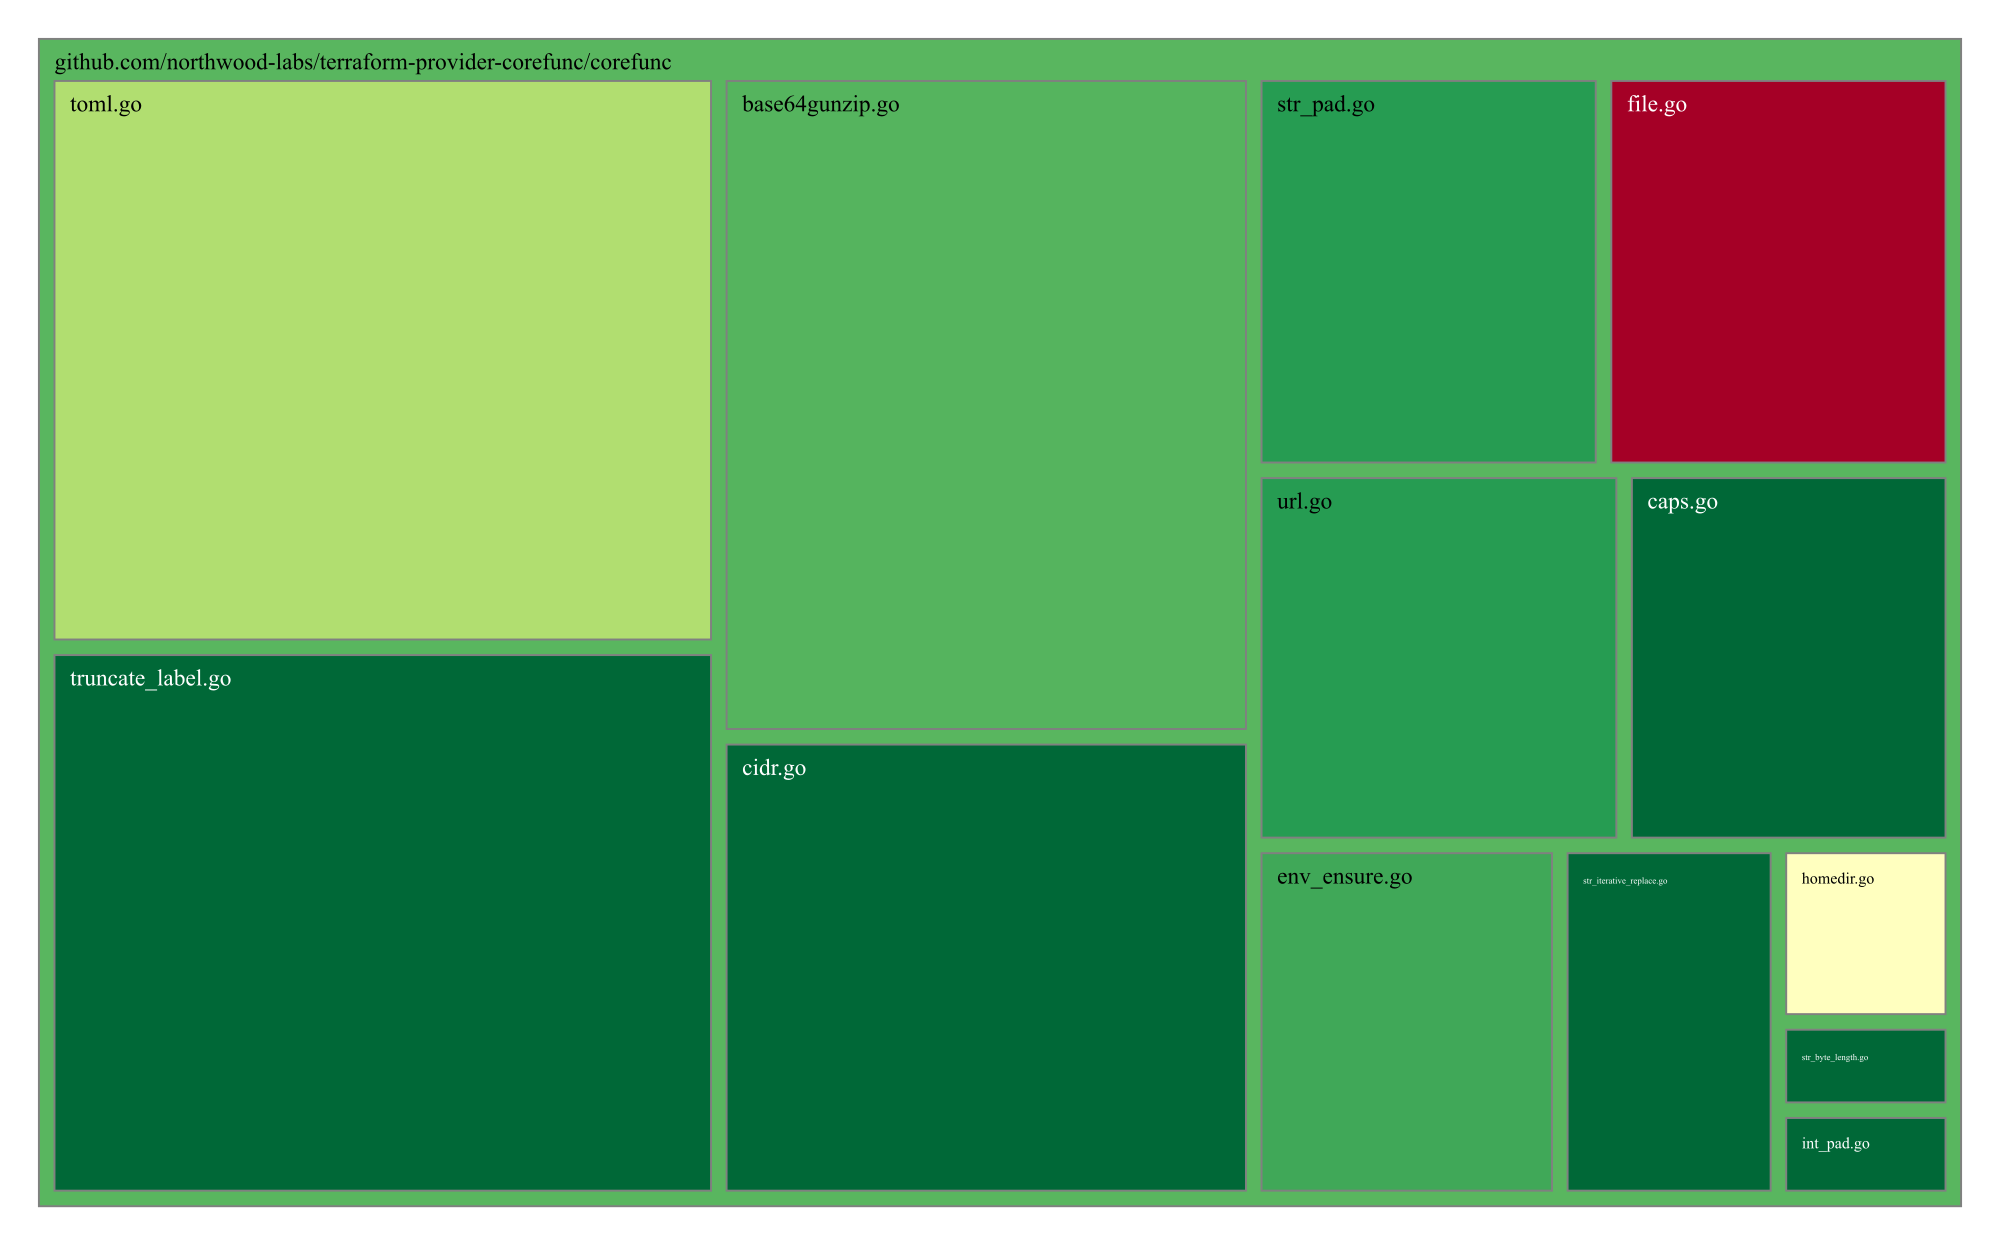 github.com/northwood-labs/terraform-provider-corefunc/corefunc
toml.go
base64gunzip.go
str_pad.go
file.go
url.go
caps.go
truncate_label.go
cidr.go
env_ensure.go
str_iterative_replace.go
homedir.go
str_byte_length.go
int_pad.go